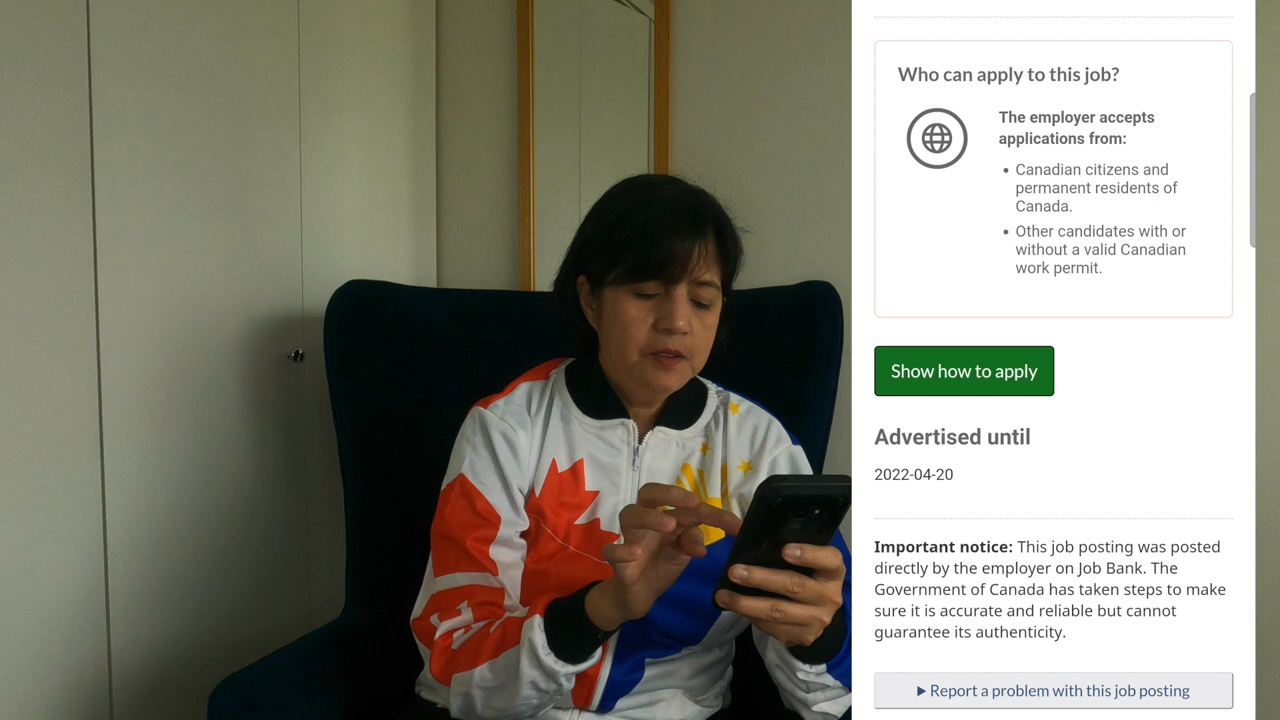 Who can apply to this job?
The employer accepts
applications from:
• Canadian citizens and
permanent residents of
Canada.
• Other candidates with or
without a valid Canadian
work permit.
Show how to apply
Advertised until
2022-04-20
Important notice: This job posting was posted
directly by the employer on Job Bank. The
Government of Canada has taken steps to make
sure it is accurate and reliable but cannot
guarantee its authenticity.
Report a problem with this job posting